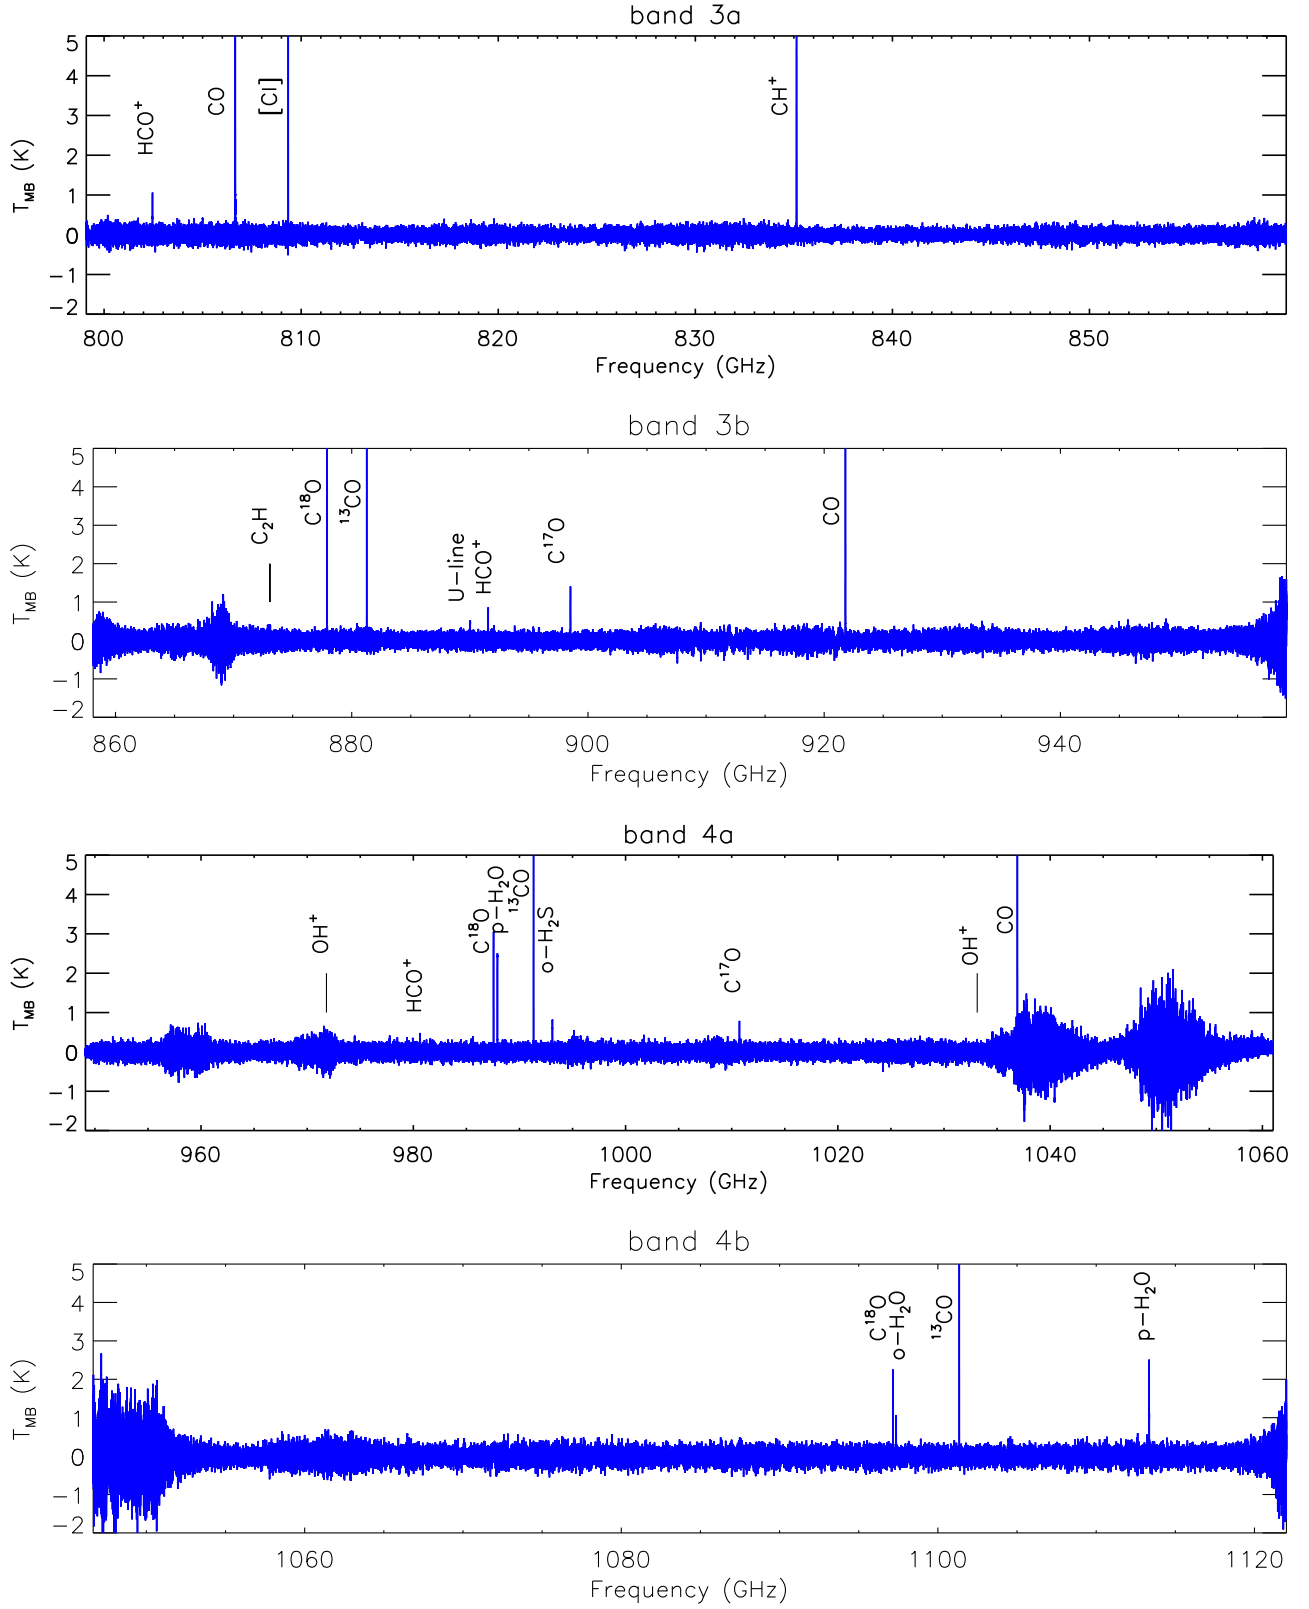 band 3a
5
4
3
2
1
0
−1
−2
T_MB (K)
HCO⁺
CO
[CI]
CH⁺
800 810 820 830 840 850
Frequency (GHz)
band 3b
5
4
3
2
1
0
−1
−2
T_MB (K)
C₂H
C¹⁸O
¹³CO
U−line
HCO⁺
C¹⁷O
CO
860 880 900 920 940
Frequency (GHz)
band 4a
5
4
3
2
1
0
−1
−2
T_MB (K)
OH⁺
HCO⁺
C¹⁸O
p−H₂O
¹³CO
o−H₂S
C¹⁷O
OH⁺
CO
960 980 1000 1020 1040 1060
Frequency (GHz)
band 4b
5
4
3
2
1
0
−1
−2
T_MB (K)
C¹⁸O
o−H₂O
¹³CO
p−H₂O
1060 1080 1100 1120
Frequency (GHz)